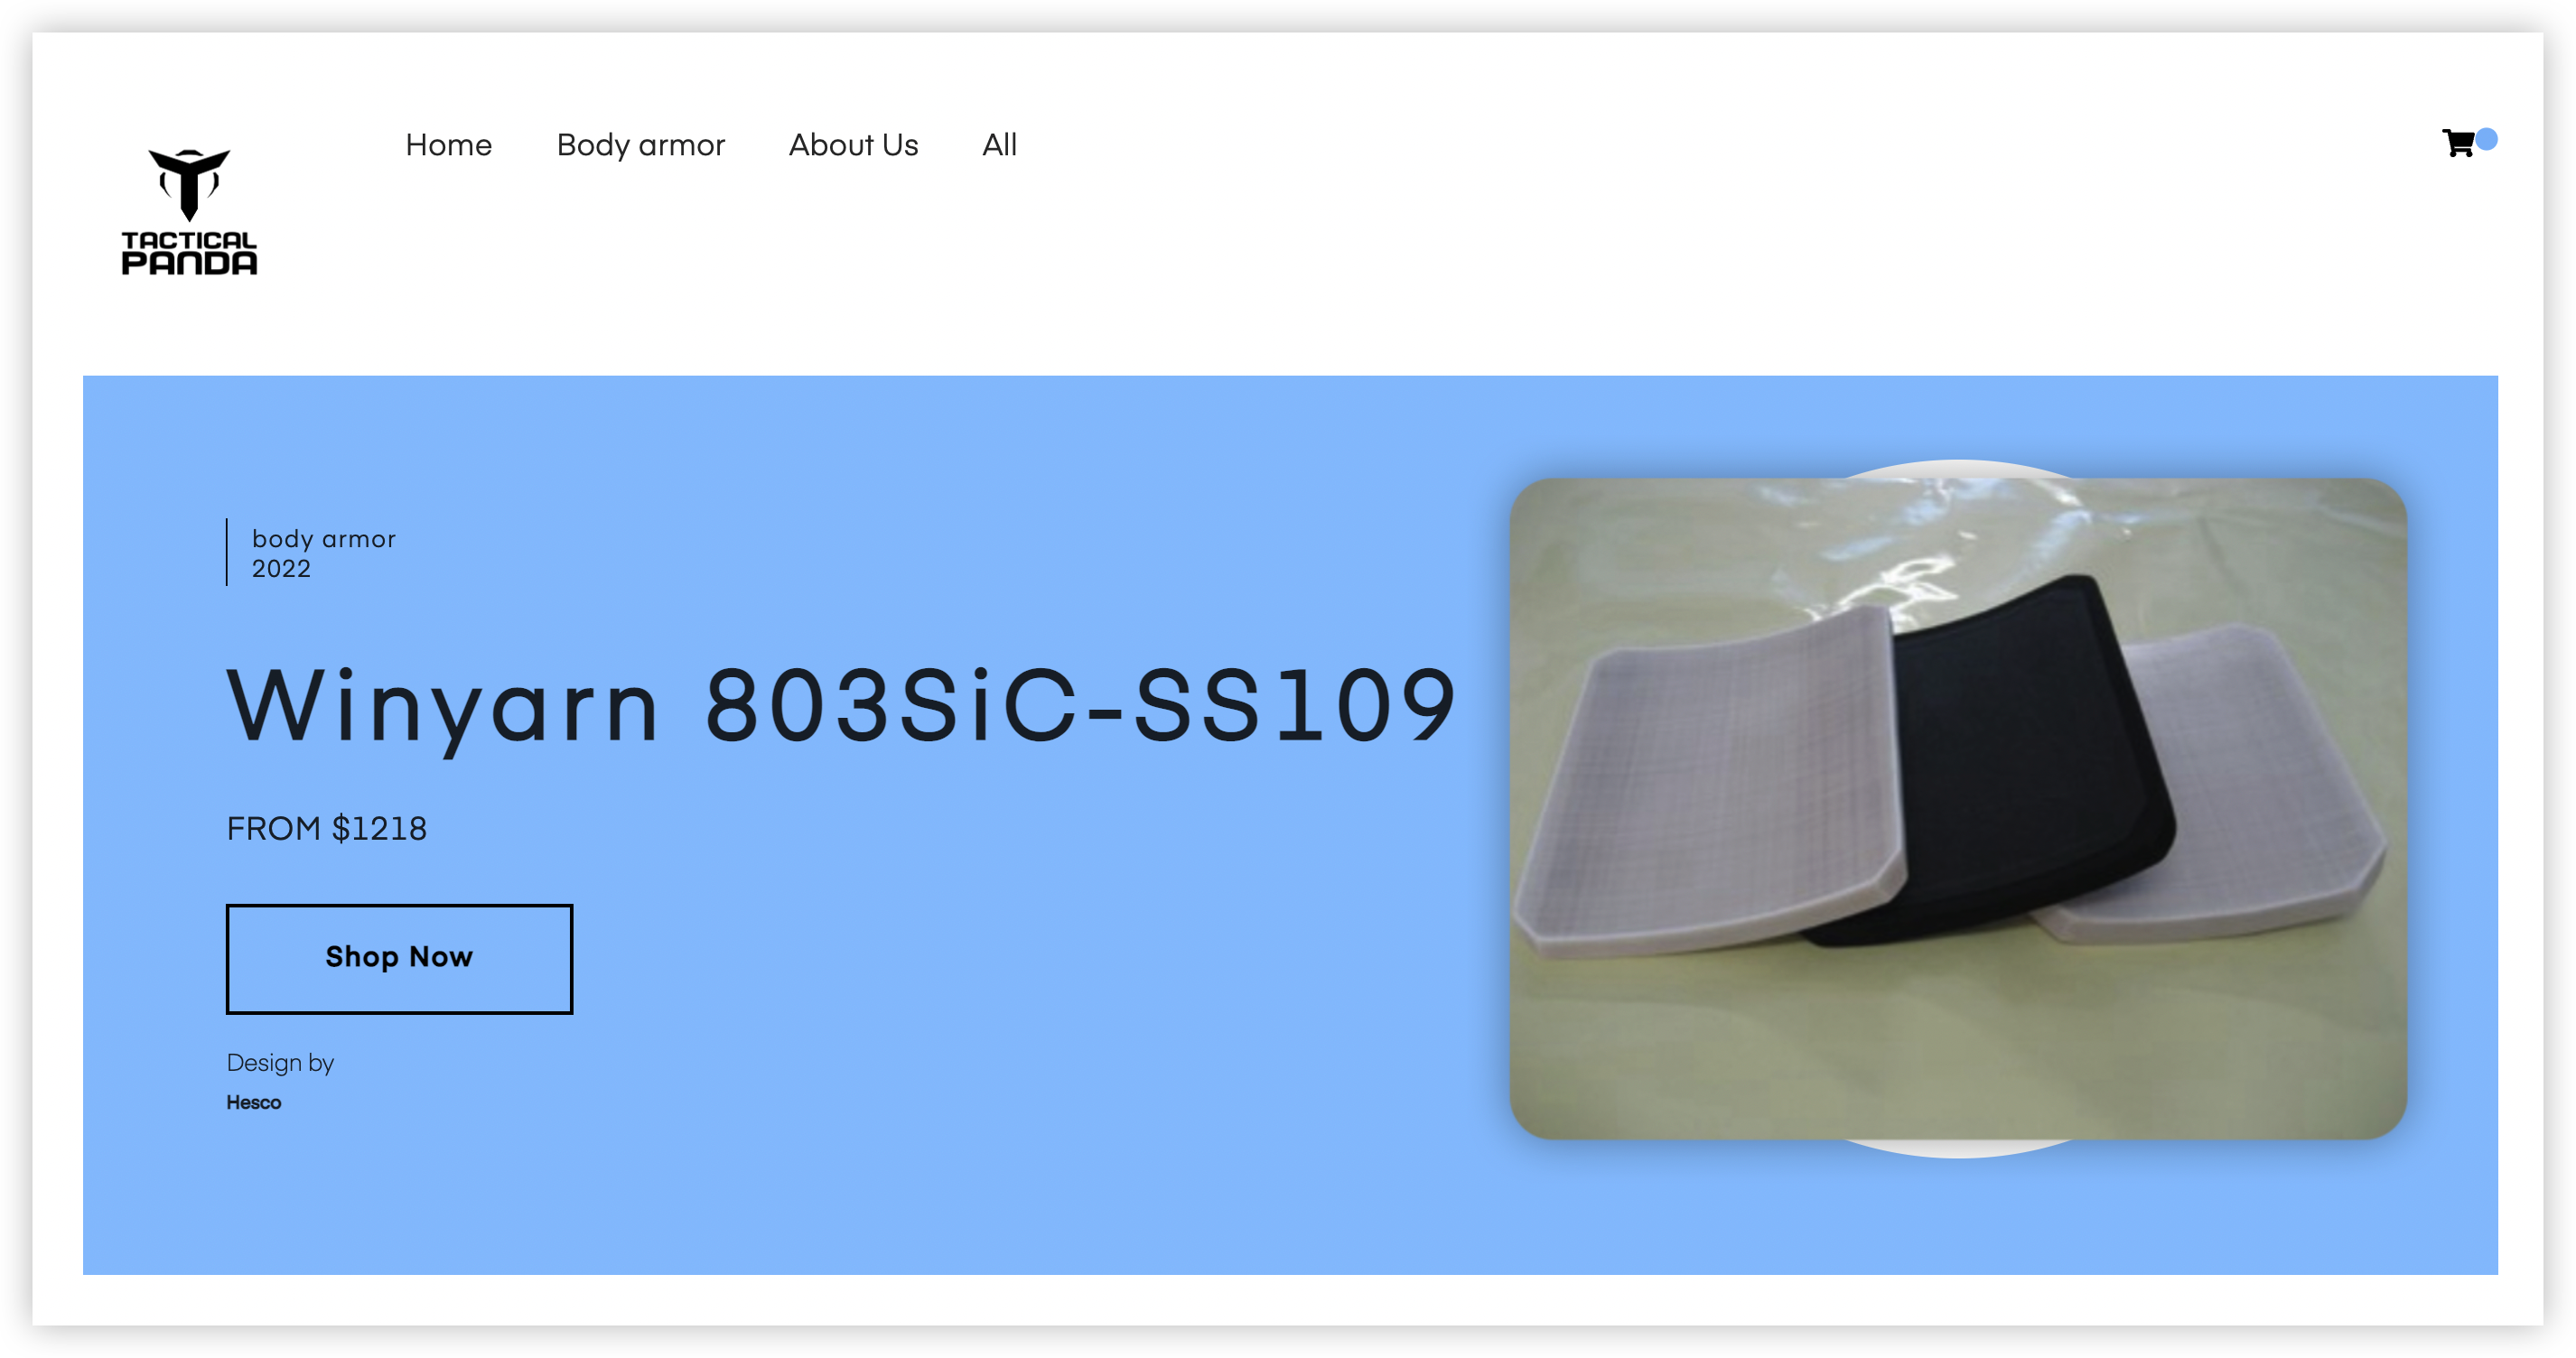 Home
Body armor
About Us
All
TACTICAL
PANDA
body armor
2022
Winyarn 803SiC-SS109
FROM $1218
Shop Now
Design by
Hesco